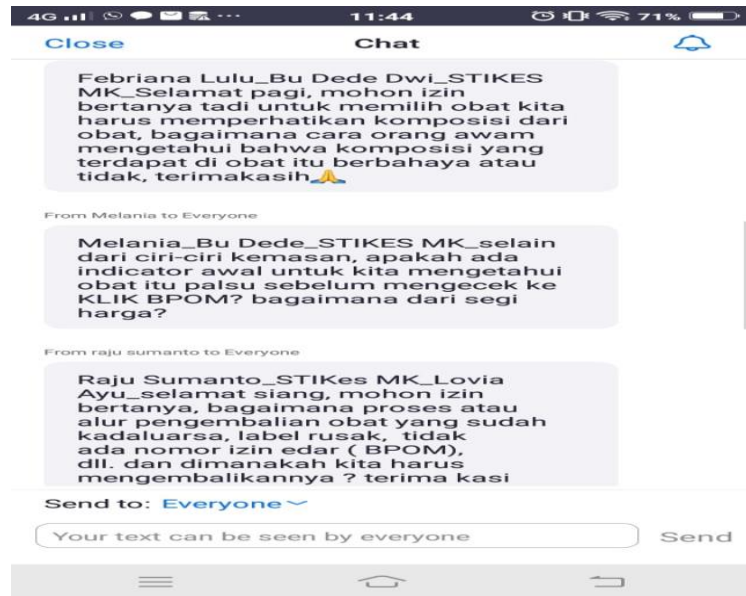 4G 11:44 71%
Close Chat
Febriana Lulu_Bu Dede Dwi_STIKES
MK_Selamat pagi, mohon izin
bertanya tadi untuk memilih obat kita
harus memperhatikan komposisi dari
obat, bagaimana cara orang awam
mengetahui bahwa komposisi yang
terdapat di obat itu berbahaya atau
tidak, terimakasih🙏
From Melania to Everyone
Melania_Bu Dede_STIKES MK_selain
dari ciri-ciri kemasan, apakah ada
indicator awal untuk kita mengetahui
obat itu palsu sebelum mengecek ke
KLIK BPOM? bagaimana dari segi
harga?
From raju sumanto to Everyone
Raju Sumanto_STIKes MK_Lovia
Ayu_selamat siang, mohon izin
bertanya, bagaimana proses atau
alur pengembalian obat yang sudah
kadaluarsa, label rusak, tidak
ada nomor izin edar ( BPOM),
dll. dan dimanakah kita harus
mengembalikannya ? terima kasi
Send to: Everyone
Your text can be seen by everyone Send